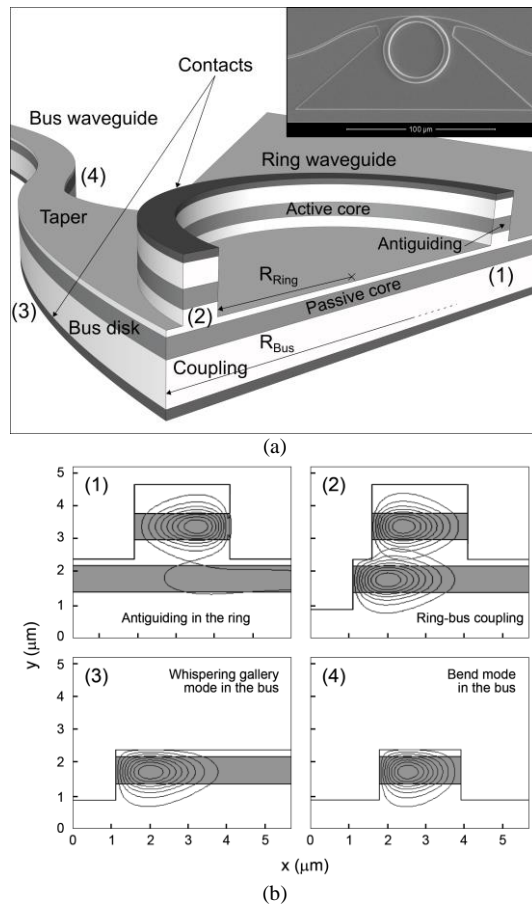 100 µm
Contacts
Bus waveguide
Ring waveguide
(4)
Taper
Active core
Antiguiding
R_Ring
(1)
(3)
(2)
Passive core
Bus disk
R_Bus
Coupling
(a)
5
(1)
(2)
4
3
2
1
Antiguiding in the ring
Ring-bus coupling
0
y (µm)
5
(3)
Whispering gallery
mode in the bus
(4)
Bend mode
in the bus
4
3
2
1
0
0 1 2 3 4 5
0 1 2 3 4 5
x (µm)
(b)